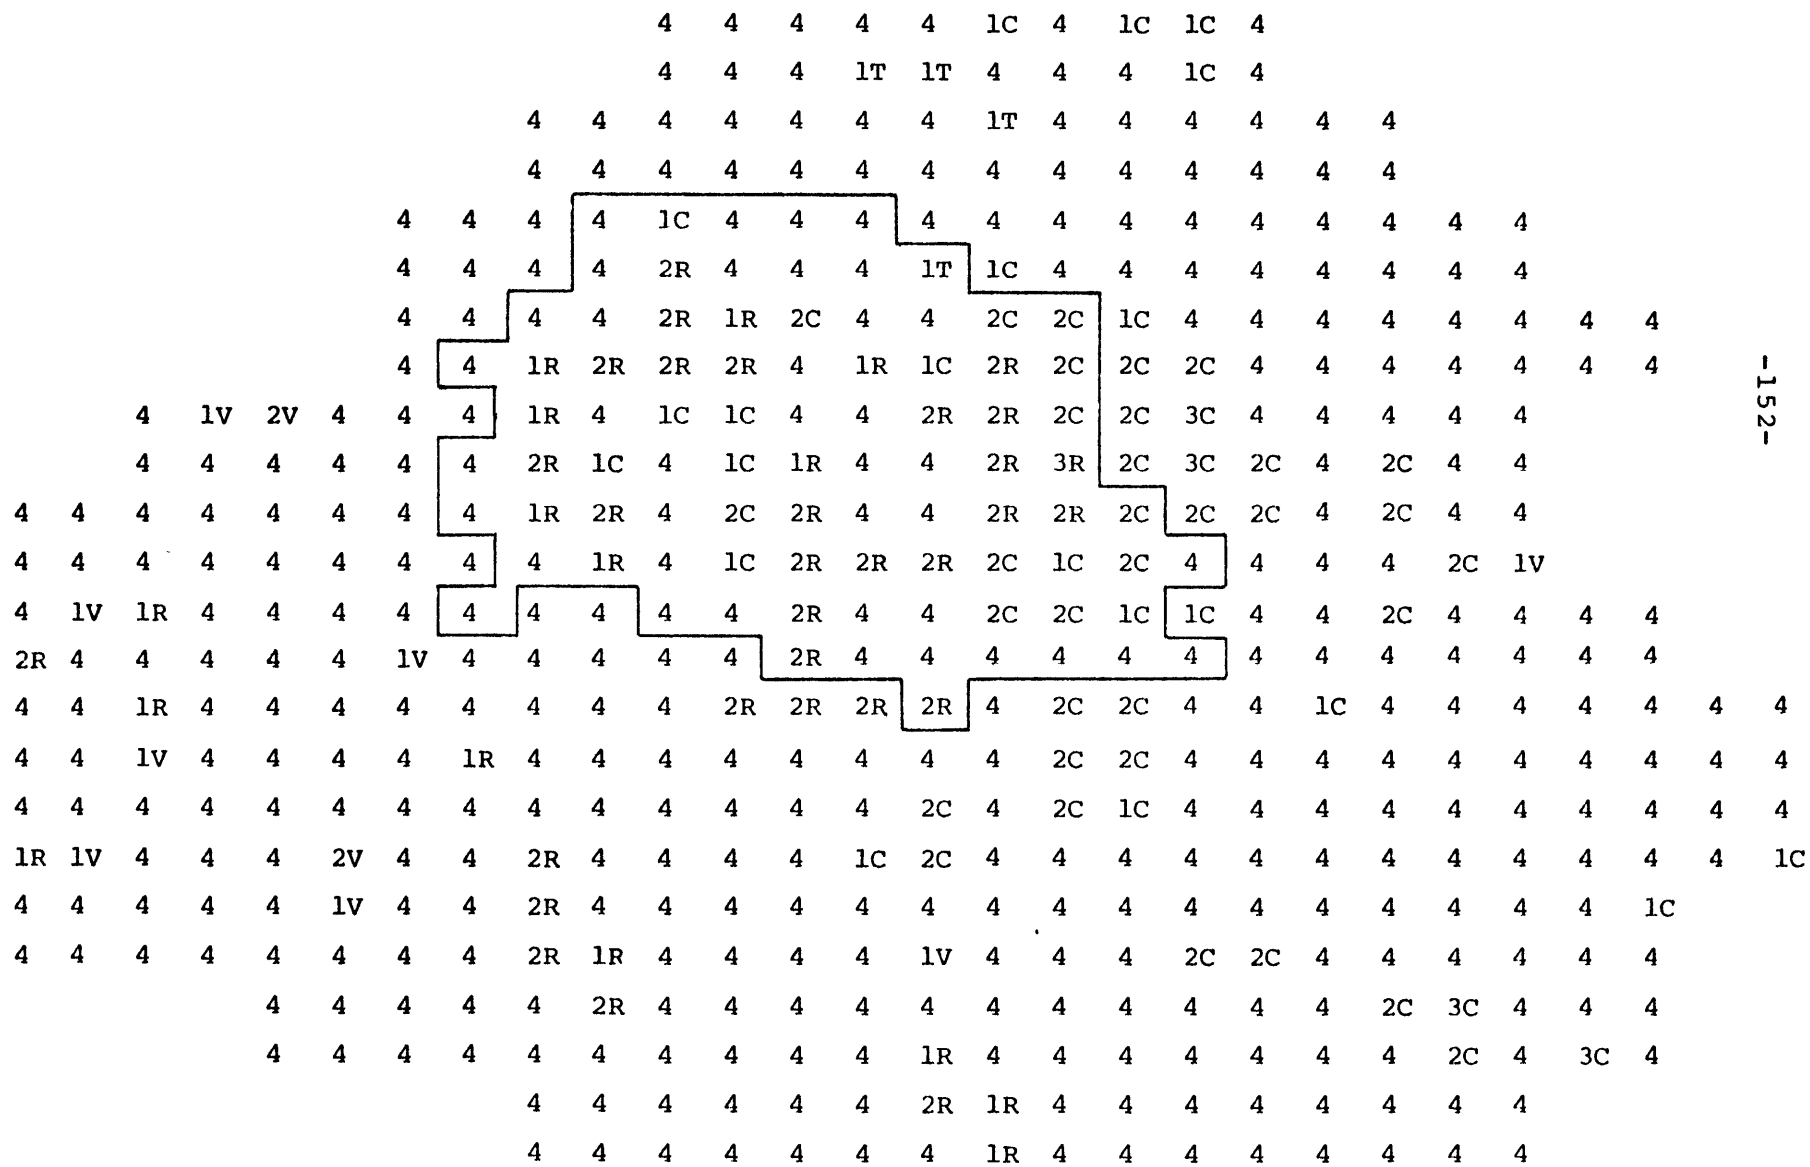 4 4 4 4 4 1C 4 1C 1C 4
4 4 4 1T 1T 4 4 4 1C 4
4 4 4 4 4 4 4 1T 4 4 4 4 4 4
4 4 4 4 4 4 4 4 4 4 4 4 4 4
4 4 4 4 1C 4 4 4 4 4 4 4 4 4 4 4 4 4
4 4 4 4 2R 4 4 4 1T 1C 4 4 4 4 4 4 4 4
4 4 4 4 2R 1R 2C 4 4 2C 2C 1C 4 4 4 4 4 4 4 4
4 4 1R 2R 2R 2R 4 1R 1C 2R 2C 2C 2C 4 4 4 4 4 4 4
4 1V 2V 4 4 4 1R 4 1C 1C 4 4 2R 2R 2C 2C 3C 4 4 4 4 4
4 4 4 4 4 4 2R 1C 4 1C 1R 4 4 2R 3R 2C 3C 2C 4 2C 4 4
4 4 4 4 4 4 4 4 1R 2R 4 2C 2R 4 4 2R 2R 2C 2C 2C 4 2C 4 4
4 4 4 4 4 4 4 4 4 1R 4 1C 2R 2R 2R 2C 1C 2C 4 4 4 4 2C 1V
4 1V 1R 4 4 4 4 4 4 4 4 4 2R 4 4 2C 2C 1C 1C 4 4 2C 4 4 4 4
2R 4 4 4 4 4 1V 4 4 4 4 4 2R 4 4 4 4 4 4 4 4 4 4 4 4 4
4 4 1R 4 4 4 4 4 4 4 4 2R 2R 2R 2R 4 2C 2C 4 4 1C 4 4 4 4 4 4 4
4 4 1V 4 4 4 4 1R 4 4 4 4 4 4 4 4 2C 2C 4 4 4 4 4 4 4 4 4 4
4 4 4 4 4 4 4 4 4 4 4 4 4 4 2C 4 2C 1C 4 4 4 4 4 4 4 4 4 4
1R 1V 4 4 4 2V 4 4 2R 4 4 4 4 1C 2C 4 4 4 4 4 4 4 4 4 4 4 4 1C
4 4 4 4 4 1V 4 4 2R 4 4 4 4 4 4 4 4 4 4 4 4 4 4 4 4 1C
4 4 4 4 4 4 4 4 2R 1R 4 4 4 4 1V 4 4 4 2C 2C 4 4 4 4 4 4
4 4 4 4 4 2R 4 4 4 4 4 4 4 4 4 4 4 2C 3C 4 4 4
4 4 4 4 4 4 4 4 4 4 1R 4 4 4 4 4 4 4 2C 4 3C 4
4 4 4 4 4 4 2R 1R 4 4 4 4 4 4 4 4
4 4 4 4 4 4 4 1R 4 4 4 4 4 4 4 4
-152-